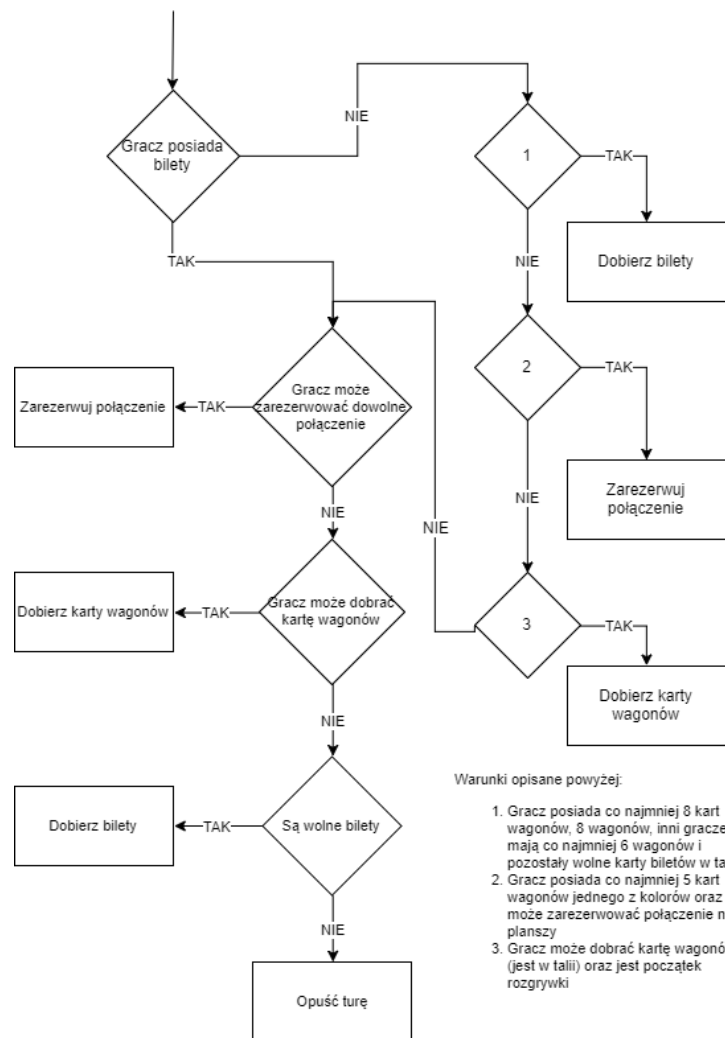 Gracz posiada
bilety
NIE
1
TAK
Dobierz bilety
TAK
NIE
Gracz może
zarezerwować dowolne
połączenie
TAK
Zarezerwuj połączenie
2
TAK
Zarezerwuj
połączenie
NIE
NIE
NIE
Gracz może dobrać
kartę wagonów
TAK
Dobierz karty wagonów
3
TAK
Dobierz karty
wagonów
NIE
Są wolne bilety
TAK
Dobierz bilety
NIE
Opuść turę
Warunki opisane powyżej:
1. Gracz posiada co najmniej 8 kart
wagonów, 8 wagonów, inni gracze
mają co najmniej 6 wagonów i
pozostały wolne karty biletów w
2. Gracz posiada co najmniej 5 kart
wagonów jednego z kolorów oraz
może zarezerwować połączenie
planszy
3. Gracz może dobrać kartę
(jest w talii) oraz jest początek
rozgrywki